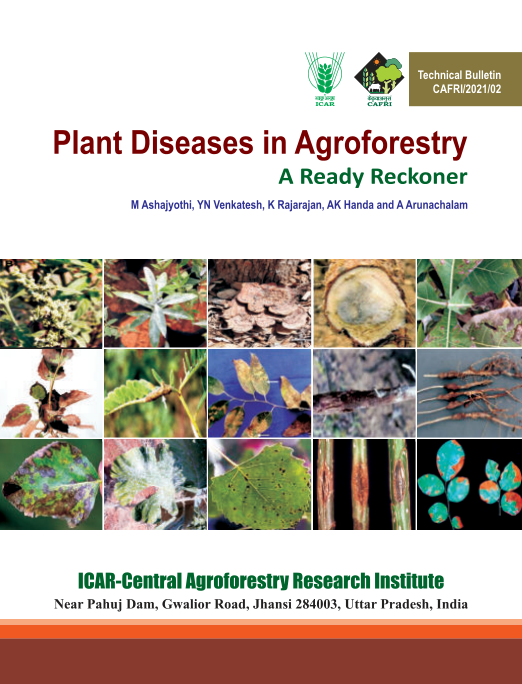 Technical Bulletin
CAFRI/2021/02
ICAR
CAFRI
Plant Diseases in Agroforestry
A Ready Reckoner
M Ashajyothi, YN Venkatesh, K Rajarajan, AK Handa and A Arunachalam
ICAR-Central Agroforestry Research Institute
Near Pahuj Dam, Gwalior Road, Jhansi 284003, Uttar Pradesh, India